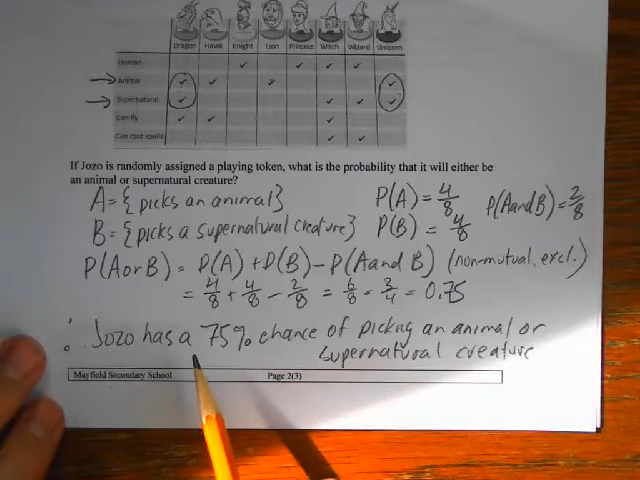 Dragon Hawk Knight Lion Princess Witch Wizard Unicorn
Human ✓ ✓ ✓ ✓
Animal ✓ ✓ ✓ ✓
Supernatural ✓ ✓ ✓ ✓
Can fly ✓ ✓ ✓
Can cast spells ✓ ✓
If Jozo is randomly assigned a playing token, what is the probability that it will either be
an animal or supernatural creature?
A = {picks an animal} P(A) = 4/8 P(A and B) = 2/8
B = {picks a supernatural creature} P(B) = 4/8
P(A or B) = P(A) + P(B) - P(A and B) (non-mutual. excl.)
= 4/8 + 4/8 - 2/8 = 6/8 = 3/4 = 0.75
∴ Jozo has a 75% chance of picking an animal or
supernatural creature
Mayfield Secondary School Page 2(3)